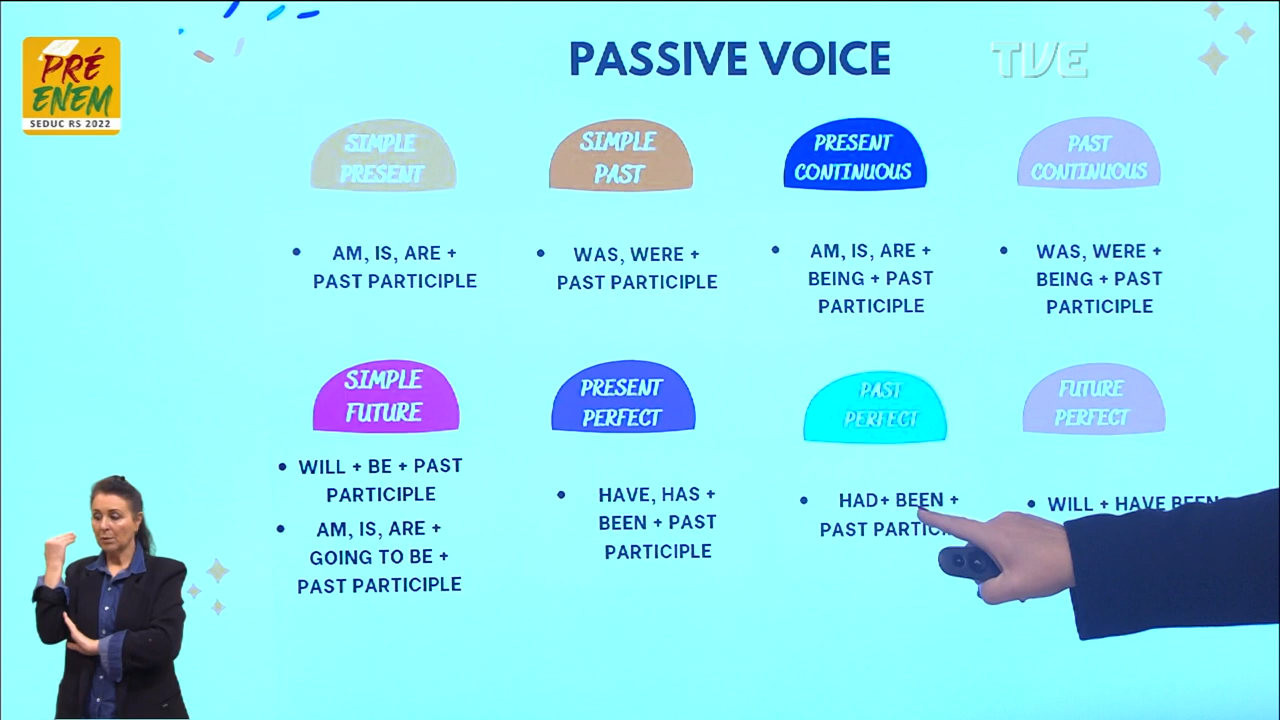 PRÉ
ENEM
SEDUC RS 2022
PASSIVE VOICE
TVE
SIMPLE
PRESENT
AM, IS, ARE +
PAST PARTICIPLE
SIMPLE
PAST
WAS, WERE +
PAST PARTICIPLE
PRESENT
CONTINUOUS
AM, IS, ARE +
BEING + PAST
PARTICIPLE
PAST
CONTINUOUS
WAS, WERE +
BEING + PAST
PARTICIPLE
SIMPLE
FUTURE
WILL + BE + PAST
PARTICIPLE
AM, IS, ARE +
GOING TO BE +
PAST PARTICIPLE
PRESENT
PERFECT
HAVE, HAS +
BEEN + PAST
PARTICIPLE
PAST
PERFECT
HAD+ BEEN +
PAST
FUTURE
PERFECT
WILL + HAVE BEEN